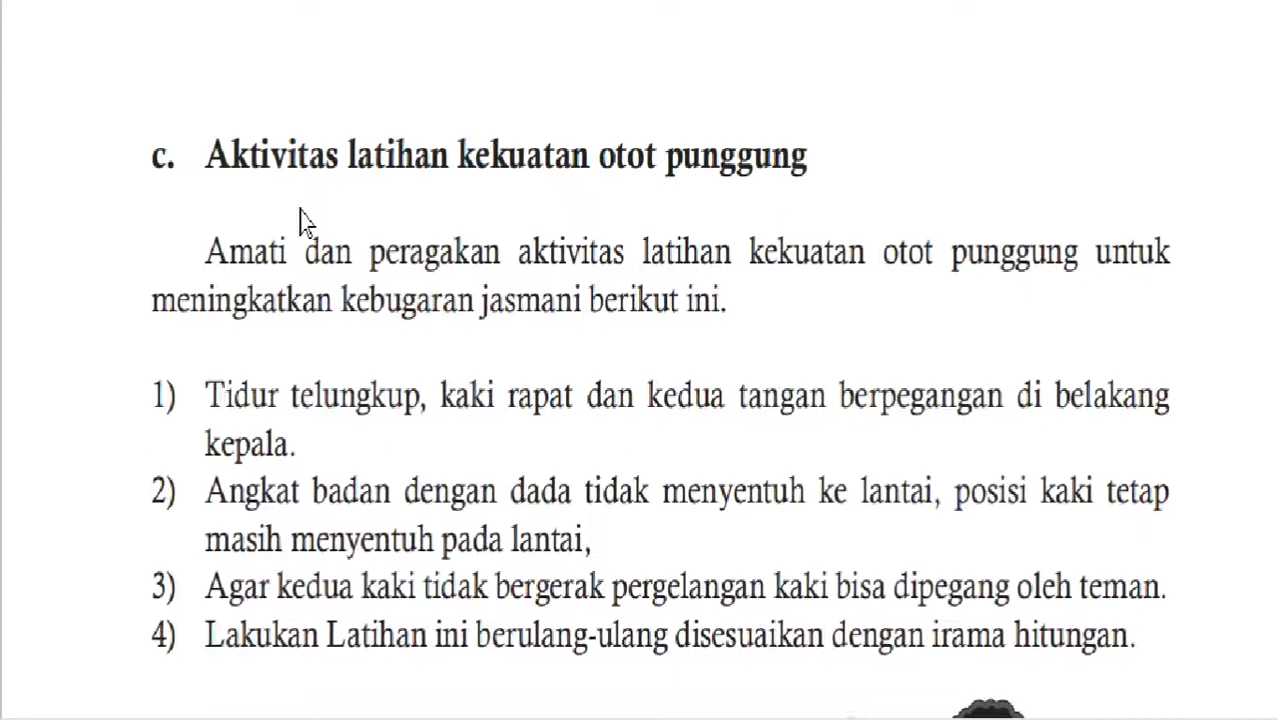 c. Aktivitas latihan kekuatan otot punggung
Amati dan peragakan aktivitas latihan kekuatan otot punggung untuk
meningkatkan kebugaran jasmani berikut ini.
1) Tidur telungkup, kaki rapat dan kedua tangan berpegangan di belakang
kepala.
2) Angkat badan dengan dada tidak menyentuh ke lantai, posisi kaki tetap
masih menyentuh pada lantai,
3) Agar kedua kaki tidak bergerak pergelangan kaki bisa dipegang oleh teman.
4) Lakukan Latihan ini berulang-ulang disesuaikan dengan irama hitungan.